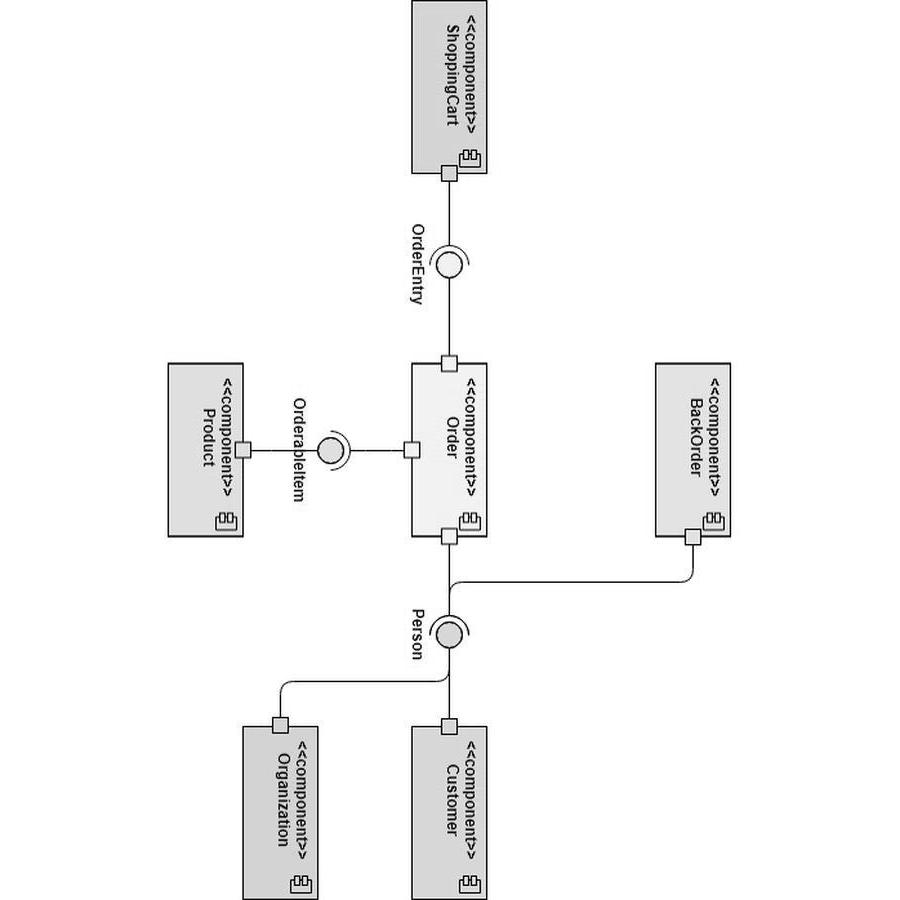 <<component>>
BackOrder
<<component>>
ShoppingCart
OrderEntry
<<component>>
Order
Person
<<component>>
Customer
OrderableItem
<<component>>
Organization
<<component>>
Product